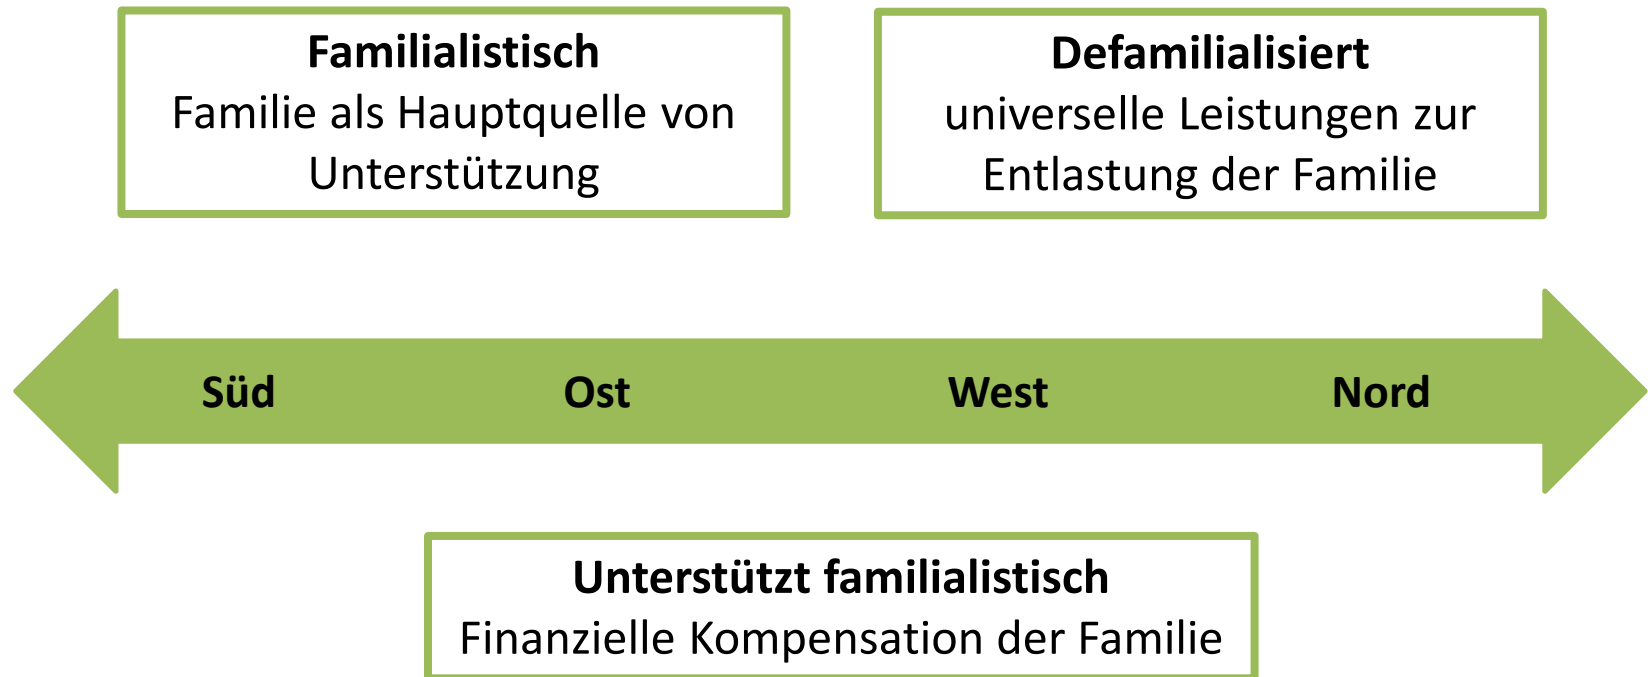 Familialistisch
Familie als Hauptquelle von
Unterstützung
Defamilialisiert
universelle Leistungen zur
Entlastung der Familie
Süd Ost West Nord
Unterstützt familialistisch
Finanzielle Kompensation der Familie